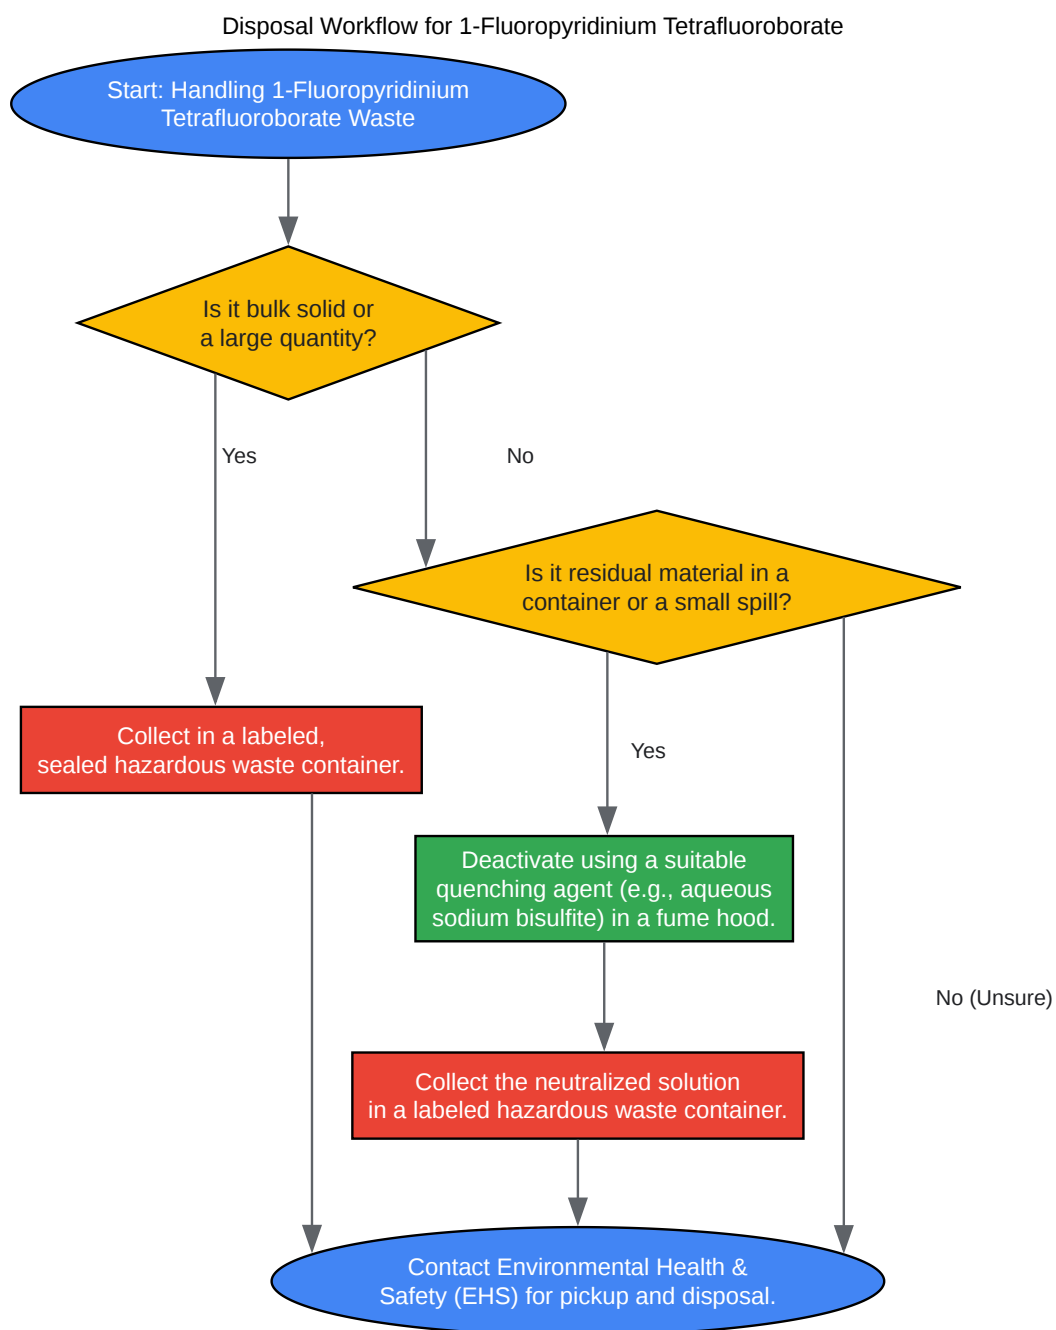 Disposal Workflow for 1-Fluoropyridinium Tetrafluoroborate
Start: Handling 1-Fluoropyridinium
Tetrafluoroborate Waste
Is it bulk solid or
a large quantity?
Yes
No
Is it residual material in a
container or a small spill?
Collect in a labeled,
sealed hazardous waste container.
Yes
Deactivate using a suitable
quenching agent (e.g., aqueous
sodium bisulfite) in a fume hood.
No (Unsure)
Collect the neutralized solution
in a labeled hazardous waste container.
Contact Environmental Health &
Safety (EHS) for pickup and disposal.